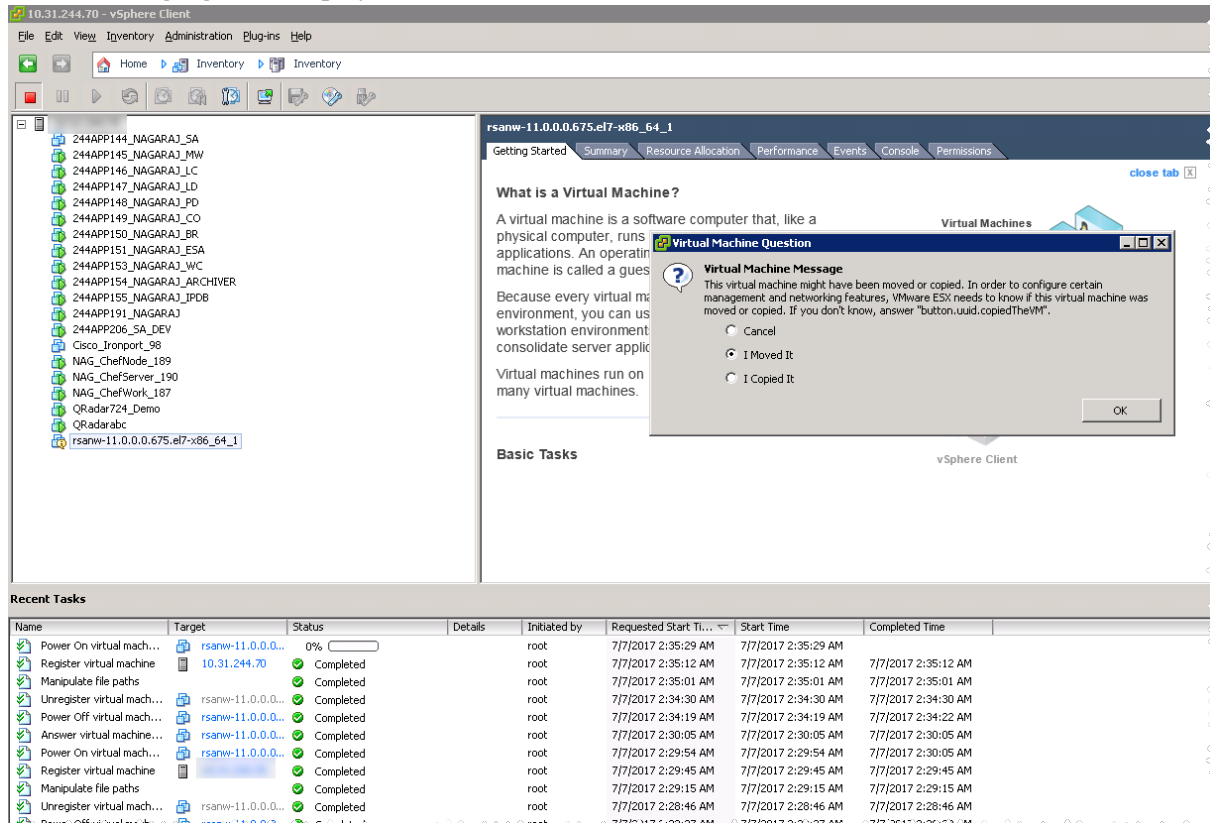 10.31.244.70 - vSphere Client
File Edit View Inventory Administration Plug-ins Help
Home Inventory Inventory
244APP144_NAGARAJ_SA
244APP145_NAGARAJ_MW
244APP146_NAGARAJ_LC
244APP147_NAGARAJ_LD
244APP148_NAGARAJ_PD
244APP149_NAGARAJ_CO
244APP150_NAGARAJ_BR
244APP151_NAGARAJ_ESA
244APP153_NAGARAJ_WC
244APP154_NAGARAJ_ARCHIVER
244APP155_NAGARAJ_IPDB
244APP191_NAGARAJ
244APP206_SA_DEV
Cisco_Ironport_98
NAG_ChefNode_189
NAG_ChefServer_190
NAG_ChefWork_187
QRadar724_Demo
QRadarabc
rsanw-11.0.0.0.675.el7-x86_64_1
rsanw-11.0.0.0.675.el7-x86_64_1
Getting Started Summary Resource Allocation Performance Events Console Permissions
close tab X
What is a Virtual Machine?
A virtual machine is a software computer that, like a
physical computer, runs
applications. An operatin
machine is called a gues
Because every virtual ma
environment, you can us
workstation environment
consolidate server applic
Virtual machines run on
many virtual machines.
Virtual Machines
Virtual Machine Question
Virtual Machine Message
This virtual machine might have been moved or copied. In order to configure certain
management and networking features, VMware ESX needs to know if this virtual machine was
moved or copied. If you don't know, answer "button.uuid.copiedTheVM".
Cancel
I Moved It
I Copied It
OK
Basic Tasks
vSphere Client
Recent Tasks
Name Target Status Details Initiated by Requested Start Ti... Start Time Completed Time
Power On virtual mach... rsanw-11.0.0.0... 0% root 7/7/2017 2:35:29 AM 7/7/2017 2:35:29 AM
Register virtual machine 10.31.244.70 Completed root 7/7/2017 2:35:12 AM 7/7/2017 2:35:12 AM 7/7/2017 2:35:12 AM
Manipulate file paths Completed root 7/7/2017 2:35:01 AM 7/7/2017 2:35:01 AM 7/7/2017 2:35:01 AM
Unregister virtual mach... rsanw-11.0.0.0... Completed root 7/7/2017 2:34:30 AM 7/7/2017 2:34:30 AM 7/7/2017 2:34:30 AM
Power Off virtual mach... rsanw-11.0.0.0... Completed root 7/7/2017 2:34:19 AM 7/7/2017 2:34:19 AM 7/7/2017 2:34:22 AM
Answer virtual machine... rsanw-11.0.0.0... Completed root 7/7/2017 2:30:05 AM 7/7/2017 2:30:05 AM 7/7/2017 2:30:05 AM
Power On virtual mach... rsanw-11.0.0.0... Completed root 7/7/2017 2:29:54 AM 7/7/2017 2:29:54 AM 7/7/2017 2:30:05 AM
Register virtual machine Completed root 7/7/2017 2:29:45 AM 7/7/2017 2:29:45 AM 7/7/2017 2:29:45 AM
Manipulate file paths Completed root 7/7/2017 2:29:15 AM 7/7/2017 2:29:15 AM 7/7/2017 2:29:15 AM
Unregister virtual mach... rsanw-11.0.0.0... Completed root 7/7/2017 2:28:46 AM 7/7/2017 2:28:46 AM 7/7/2017 2:28:46 AM